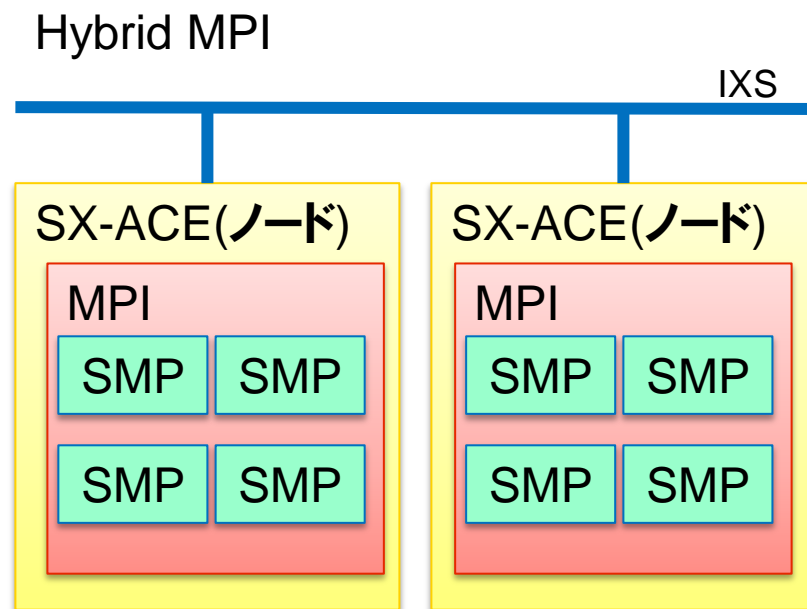 Hybrid MPI
IXS
SX-ACE(ノード)
MPI
SMP SMP
SMP SMP
SX-ACE(ノード)
MPI
SMP SMP
SMP SMP